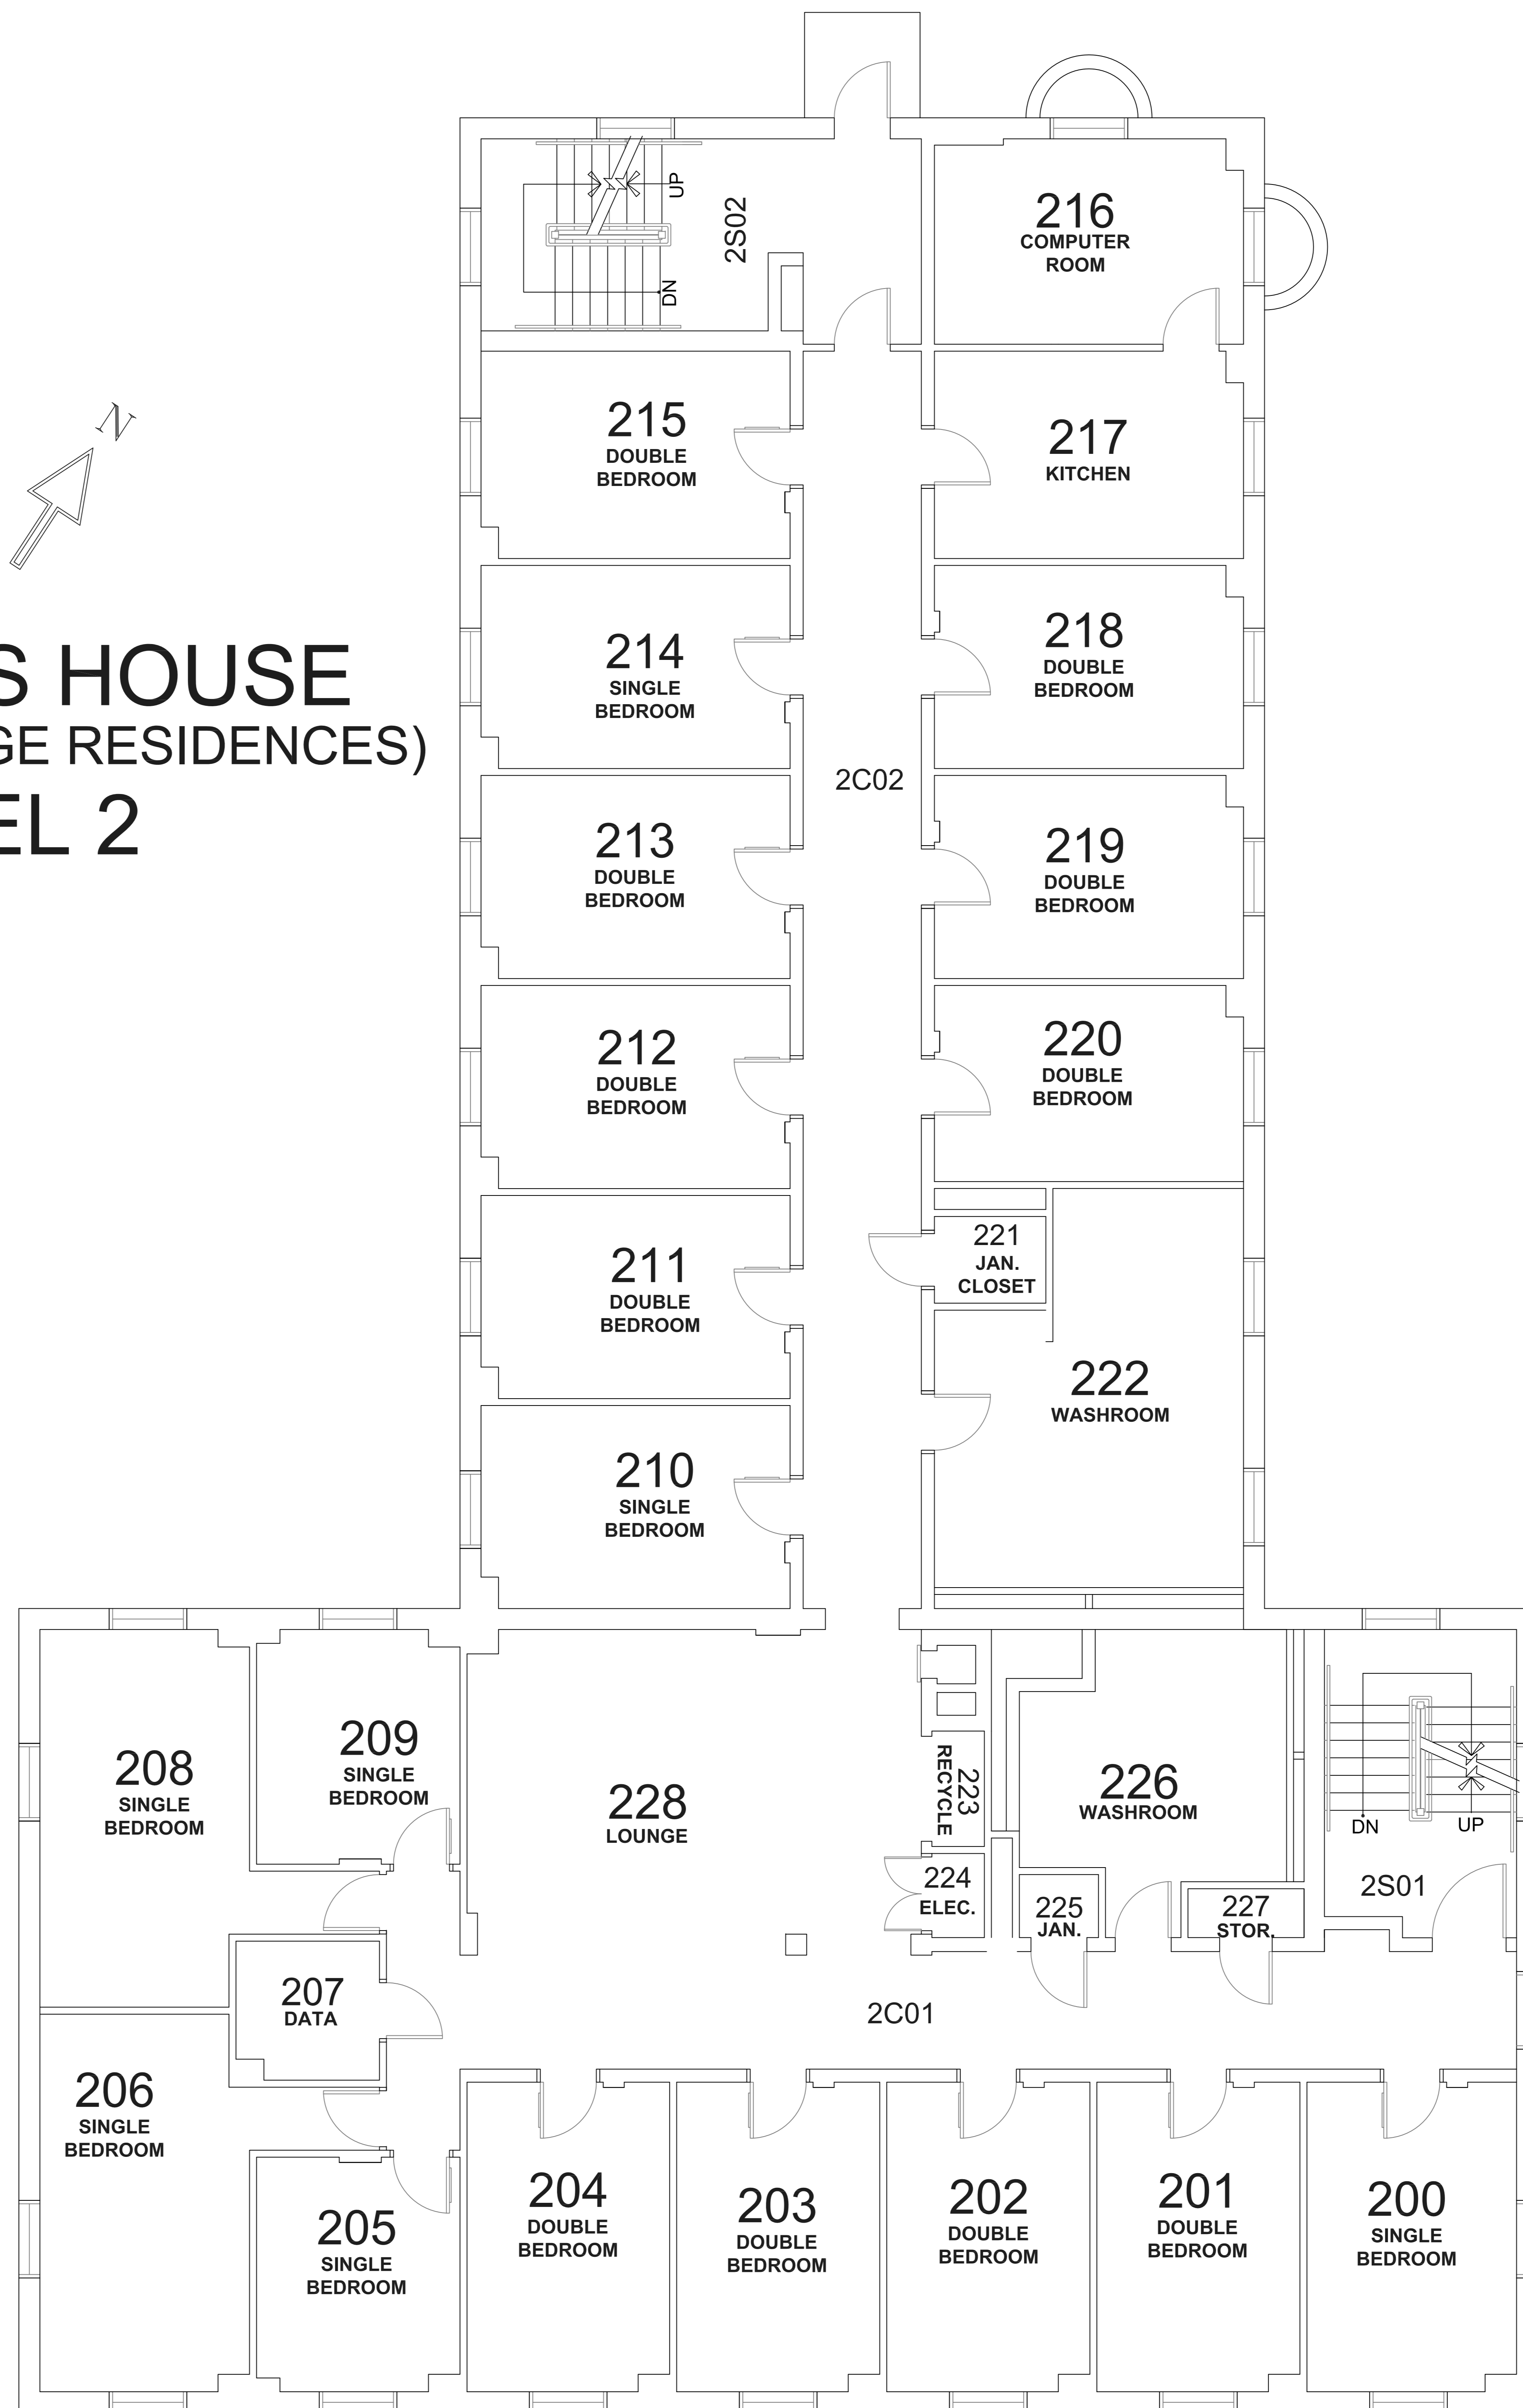 UP
2S02
DN
216
COMPUTER
ROOM
N
215
DOUBLE
BEDROOM
217
KITCHEN
S HOUSE
GE RESIDENCES)
EL 2
214
SINGLE
BEDROOM
218
DOUBLE
BEDROOM
2C02
213
DOUBLE
BEDROOM
219
DOUBLE
BEDROOM
212
DOUBLE
BEDROOM
220
DOUBLE
BEDROOM
211
DOUBLE
BEDROOM
221
JAN.
CLOSET
222
WASHROOM
210
SINGLE
BEDROOM
208
SINGLE
BEDROOM
209
SINGLE
BEDROOM
228
LOUNGE
223
RECYCLE
226
WASHROOM
DN
UP
2S01
224
ELEC.
225
JAN.
227
STOR.
207
DATA
2C01
206
SINGLE
BEDROOM
205
SINGLE
BEDROOM
204
DOUBLE
BEDROOM
203
DOUBLE
BEDROOM
202
DOUBLE
BEDROOM
201
DOUBLE
BEDROOM
200
SINGLE
BEDROOM